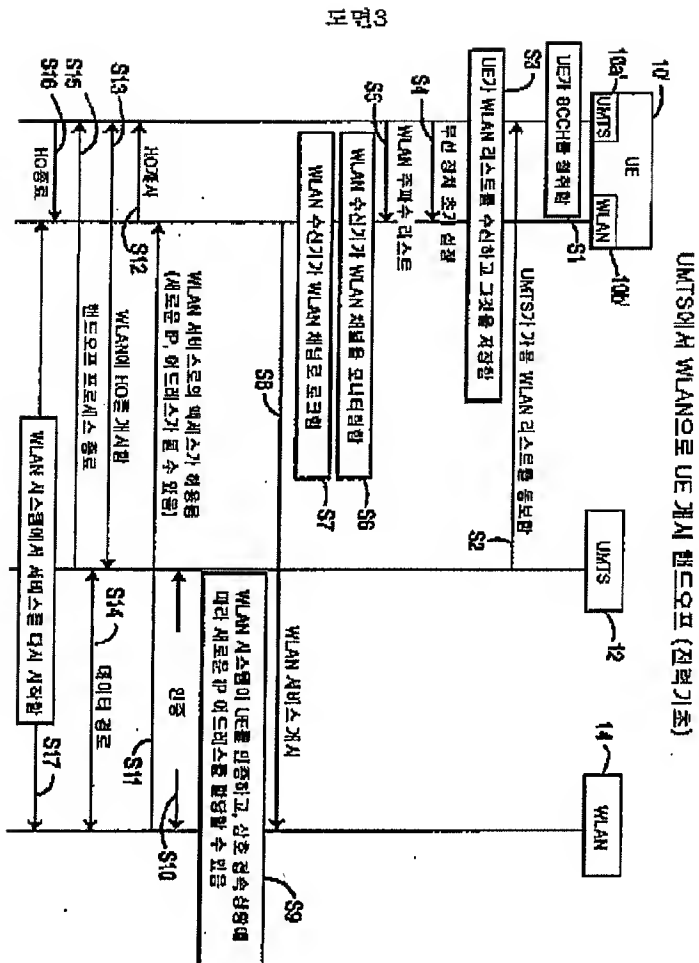 도면3
UMTS에서 WLAN으로 UE 개시 핸드오프 (전력기초)
10'
UE
10a'
UMTS
WLAN
10b'
UMTS
12
WLAN
14
UE가 BCCH를 청취함
S1
UMTS가 가용 WLAN 리스트를 통보함
S2
S3
UE가 WLAN 리스트를 수신하고 그것을 저장함
S4
무선 장치 초기 설정
S5
WLAN 주파수 리스트
WLAN 수신기가 WLAN 채널을 모니터링함
S6
WLAN 수신기가 WLAN 채널로 로크함
S7
S8
WLAN 서비스 개시
WLAN 시스템이 UE를 인증하고, 상호 접속 상황에
따라 새로운 IP 어드레스를 할당할 수 있음
S9
인증
S10
WLAN 서비스로의 액세스가 허용됨
(새로운 IP 어드레스가 될 수 있음)
S11
HO개시
S12
S13
WLAN에 HO를 개시함
S14
데이터 경로
S15
핸드오프 프로세스 종료
S16
HO종료
WLAN 시스템에서 서비스를 다시 시작함
S17